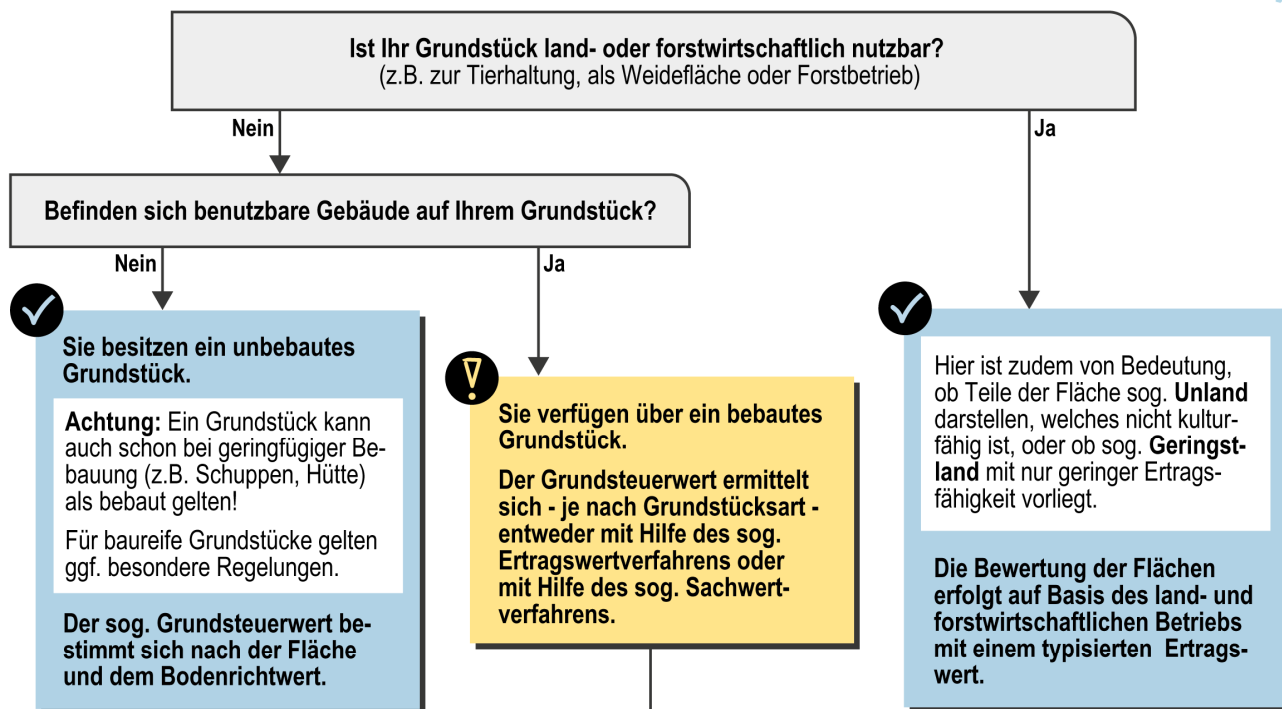 Ist Ihr Grundstück land- oder forstwirtschaftlich nutzbar?
(z.B. zur Tierhaltung, als Weidefläche oder Forstbetrieb)
Nein
Ja
Befinden sich benutzbare Gebäude auf Ihrem Grundstück?
Nein
Ja
Sie besitzen ein unbebautes
Grundstück.
Achtung: Ein Grundstück kann
auch schon bei geringfügiger Be-
bauung (z.B. Schuppen, Hütte)
als bebaut gelten!
Für baureife Grundstücke gelten
ggf. besondere Regelungen.
Der sog. Grundsteuerwert be-
stimmt sich nach der Fläche
und dem Bodenrichtwert.
Sie verfügen über ein bebautes
Grundstück.
Der Grundsteuerwert ermittelt
sich - je nach Grundstücksart -
entweder mit Hilfe des sog.
Ertragswertverfahrens oder
mit Hilfe des sog. Sachwert-
verfahrens.
Hier ist zudem von Bedeutung,
ob Teile der Fläche sog. Unland
darstellen, welches nicht kultur-
fähig ist, oder ob sog. Geringst-
land mit nur geringer Ertrags-
fähigkeit vorliegt.
Die Bewertung der Flächen
erfolgt auf Basis des land- und
forstwirtschaftlichen Betriebs
mit einem typisierten Ertrags-
wert.